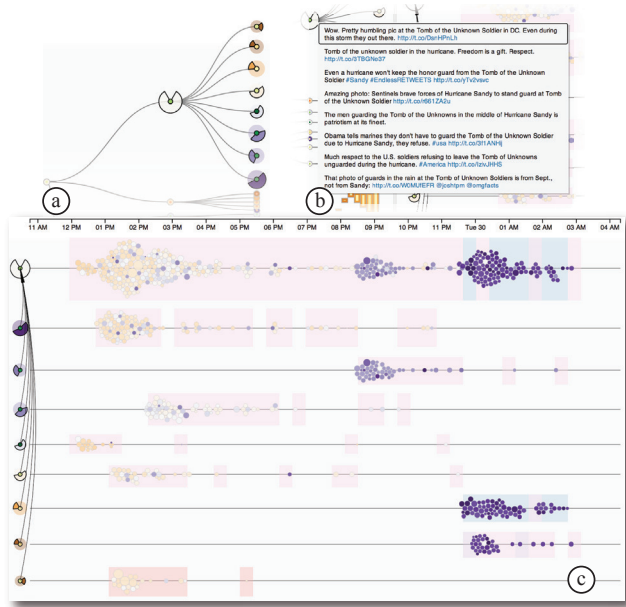 Wow. Pretty humbling pic at the Tomb of the Unknown Soldier in DC. Even during
this storm they out there. http://t.co/DsnHPnLh
Tomb of the unknown soldier in the hurricane. Freedom is a gift. Respect.
http://t.co/3TBGNo37
Even a hurricane won't keep the honor guard from the Tomb of the Unknown
Soldier #Sandy #EndlessRETWEETS http://t.co/yTv2vsvc
Amazing photo: Sentinels brave forces of Hurricane Sandy to stand guard at Tomb
of the Unknown Soldier http://t.co/r661ZA2u
The men guarding the Tomb of the Unknowns in the middle of Hurricane Sandy is
patriotism at its finest.
Obama tells marines they don't have to guard the Tomb of the Unknown Soldier
due to Hurricane Sandy, they refuse. #usa http://t.co/3f1ANHlj
Much respect to the U.S. soldiers refusing to leave the Tomb of Unknowns
unguarded during the hurricane. #America http://t.co/IzivJHHS
That photo of guards in the rain at the Tomb of Unknown Soldiers is from Sept.,
not from Sandy: http://t.co/W0MUfEFR @joshtpm @omgfacts
a
b
11 AM 12 PM 01 PM 02 PM 03 PM 04 PM 05 PM 06 PM 07 PM 08 PM 09 PM 10 PM 11 PM Tue 30 01 AM 02 AM 03 AM 04 AM
c